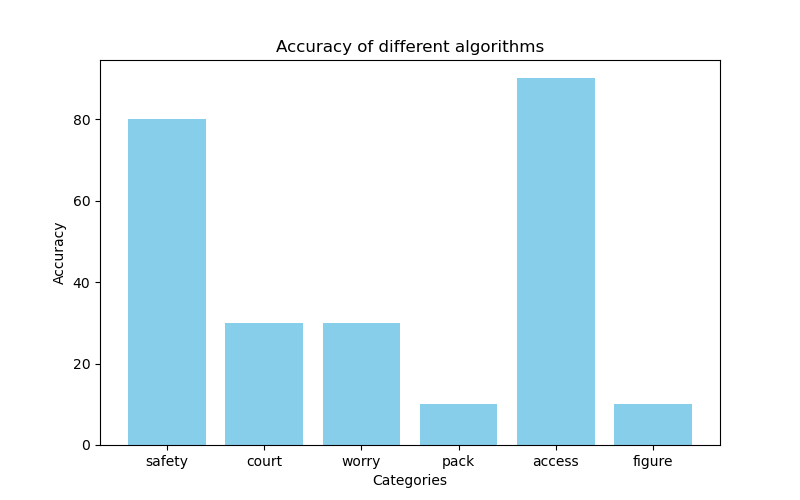 Accuracy of different algorithms
Accuracy
80
60
40
20
0
safety court worry pack access figure
Categories